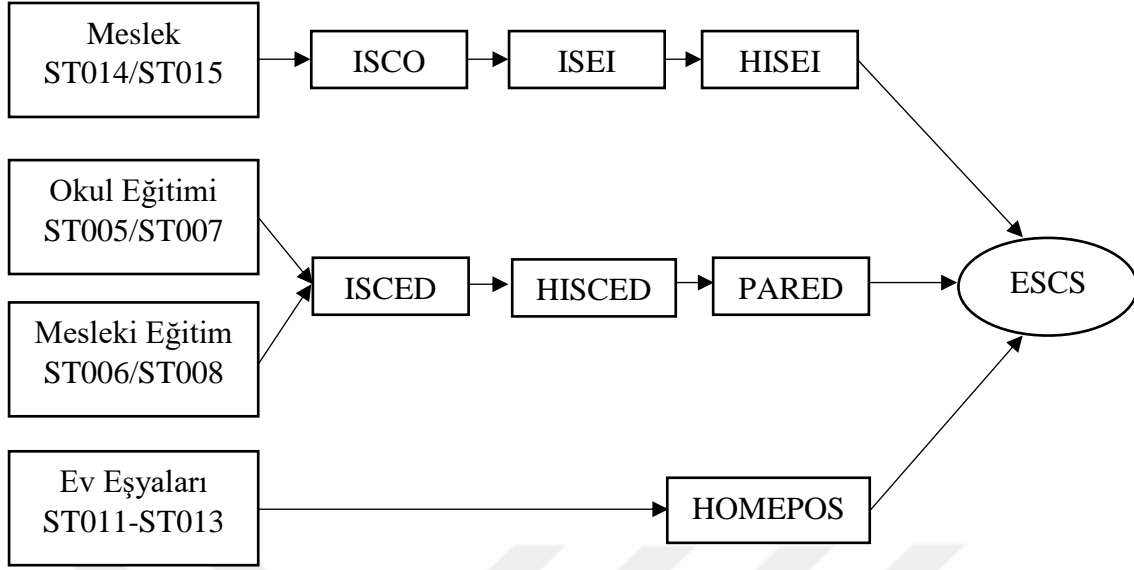 Meslek
ST014/ST015
ISCO
ISEI
HISEI
Okul Eğitimi
ST005/ST007
Mesleki Eğitim
ST006/ST008
ISCED
HISCED
PARED
ESCS
Ev Eşyaları
ST011-ST013
HOMEPOS